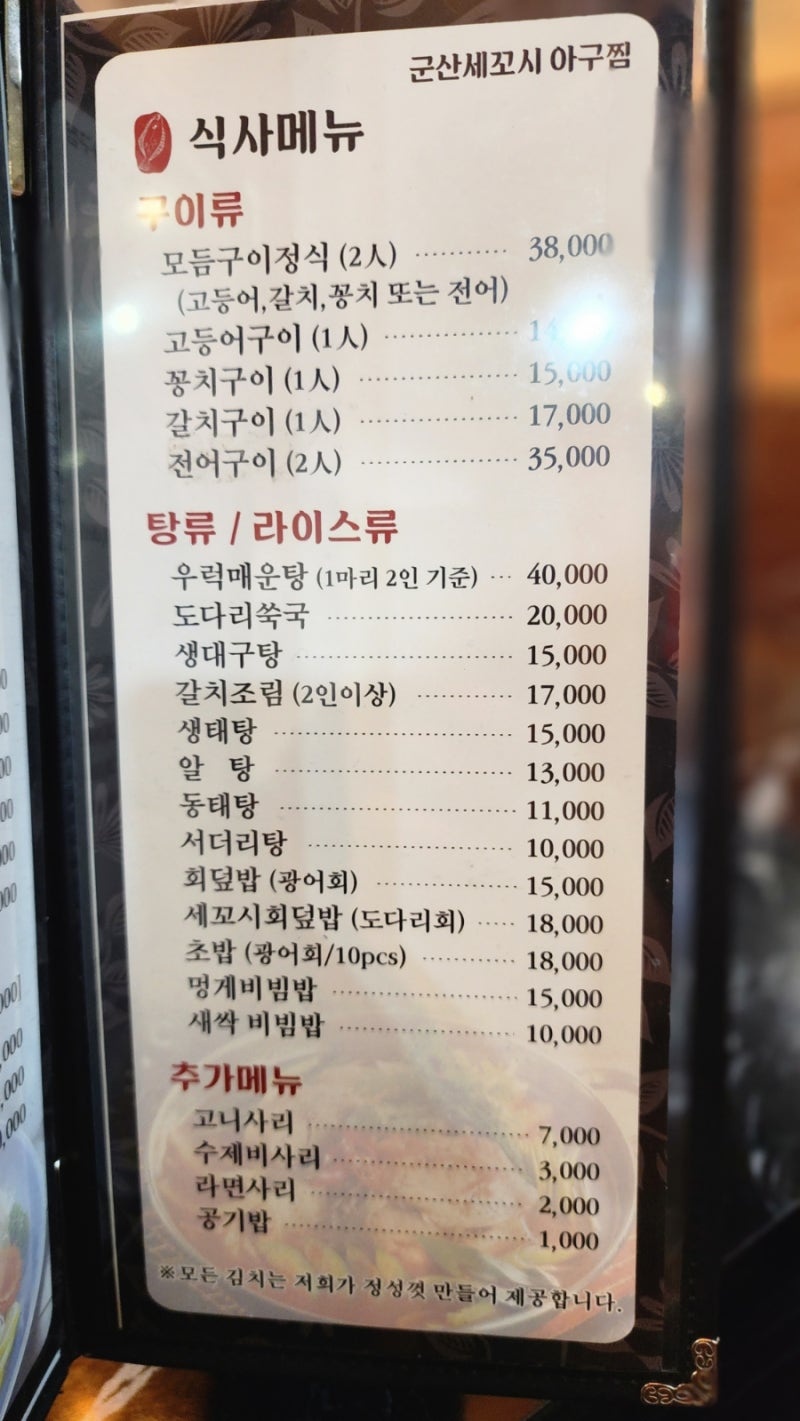 군산세꼬시 아구찜
식사메뉴
구이류
모듬구이정식 (2人) ·········· 38,000
(고등어,갈치,꽁치 또는 전어)
고등어구이 (1人)
꽁치구이 (1人) ·········· 15,000
갈치구이 (1人) ·········· 17,000
전어구이 (2人) ·········· 35,000
탕류 / 라이스류
우럭매운탕 (1마리 2인 기준) ··· 40,000
도다리쑥국 ·········· 20,000
생대구탕 ·········· 15,000
갈치조림 (2인이상) ·········· 17,000
생태탕 ·········· 15,000
알 탕 ·········· 13,000
동태탕 ·········· 11,000
서더리탕 ·········· 10,000
회덮밥 (광어회) ·········· 15,000
세꼬시회덮밥 (도다리회) ····· 18,000
초밥 (광어회/10pcs) ·········· 18,000
멍게비빔밥 ·········· 15,000
새싹 비빔밥 ·········· 10,000
추가메뉴
고니사리 ·········· 7,000
수제비사리 ·········· 3,000
라면사리 ·········· 2,000
공기밥 ·········· 1,000
※모든 김치는 저희가 정성껏 만들어 제공합니다.